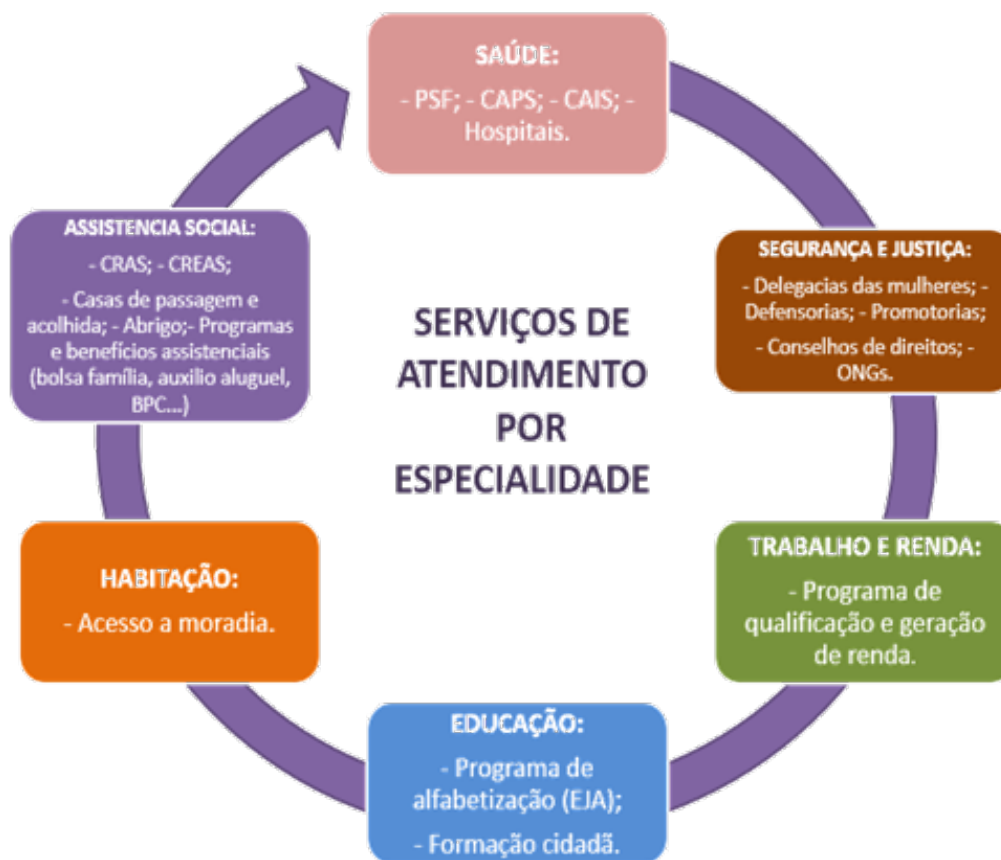 SAÚDE:
- PSF; - CAPS; - CAIS; -
Hospitais.
SEGURANÇA E JUSTIÇA:
- Delegacias das mulheres; -
Defensorias; - Promotorias;
- Conselhos de direitos; -
ONGs.
TRABALHO E RENDA:
- Programa de
qualificação e geração
de renda.
EDUCAÇÃO:
- Programa de
alfabetização (EJA);
- Formação cidadã.
HABITAÇÃO:
- Acesso a moradia.
ASSISTENCIA SOCIAL:
- CRAS; - CREAS;
- Casas de passagem e
acolhida; - Abrigo;- Programas
e benefícios assistenciais
(bolsa família, auxilio aluguel,
BPC...)
SERVIÇOS DE
ATENDIMENTO
POR
ESPECIALIDADE